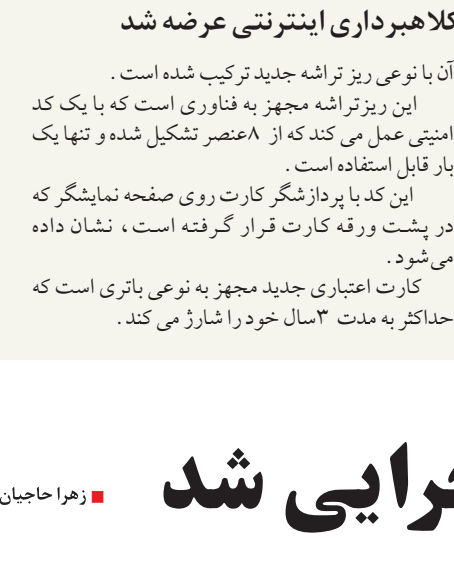 کلاهبرداری اینترنتی عرضه شد
آن با نوعی ریز تراشه جدید ترکیب شده است .
این ریزتراشه مجهز به فناوری است که با یک کد
امنیتی عمل می کند که از ۸عنصر تشکیل شده و تنها یک
بار قابل استفاده است .
این کد با پردازشگر کارت روی صفحه نمایشگر که
در پشت ورقه کارت قرار گرفته است ، نشان داده
می‌شود .
کارت اعتباری جدید مجهز به نوعی باتری است که
حداکثر به مدت ۳سال خود را شارژ می کند .
شد
زهرا حاجیان